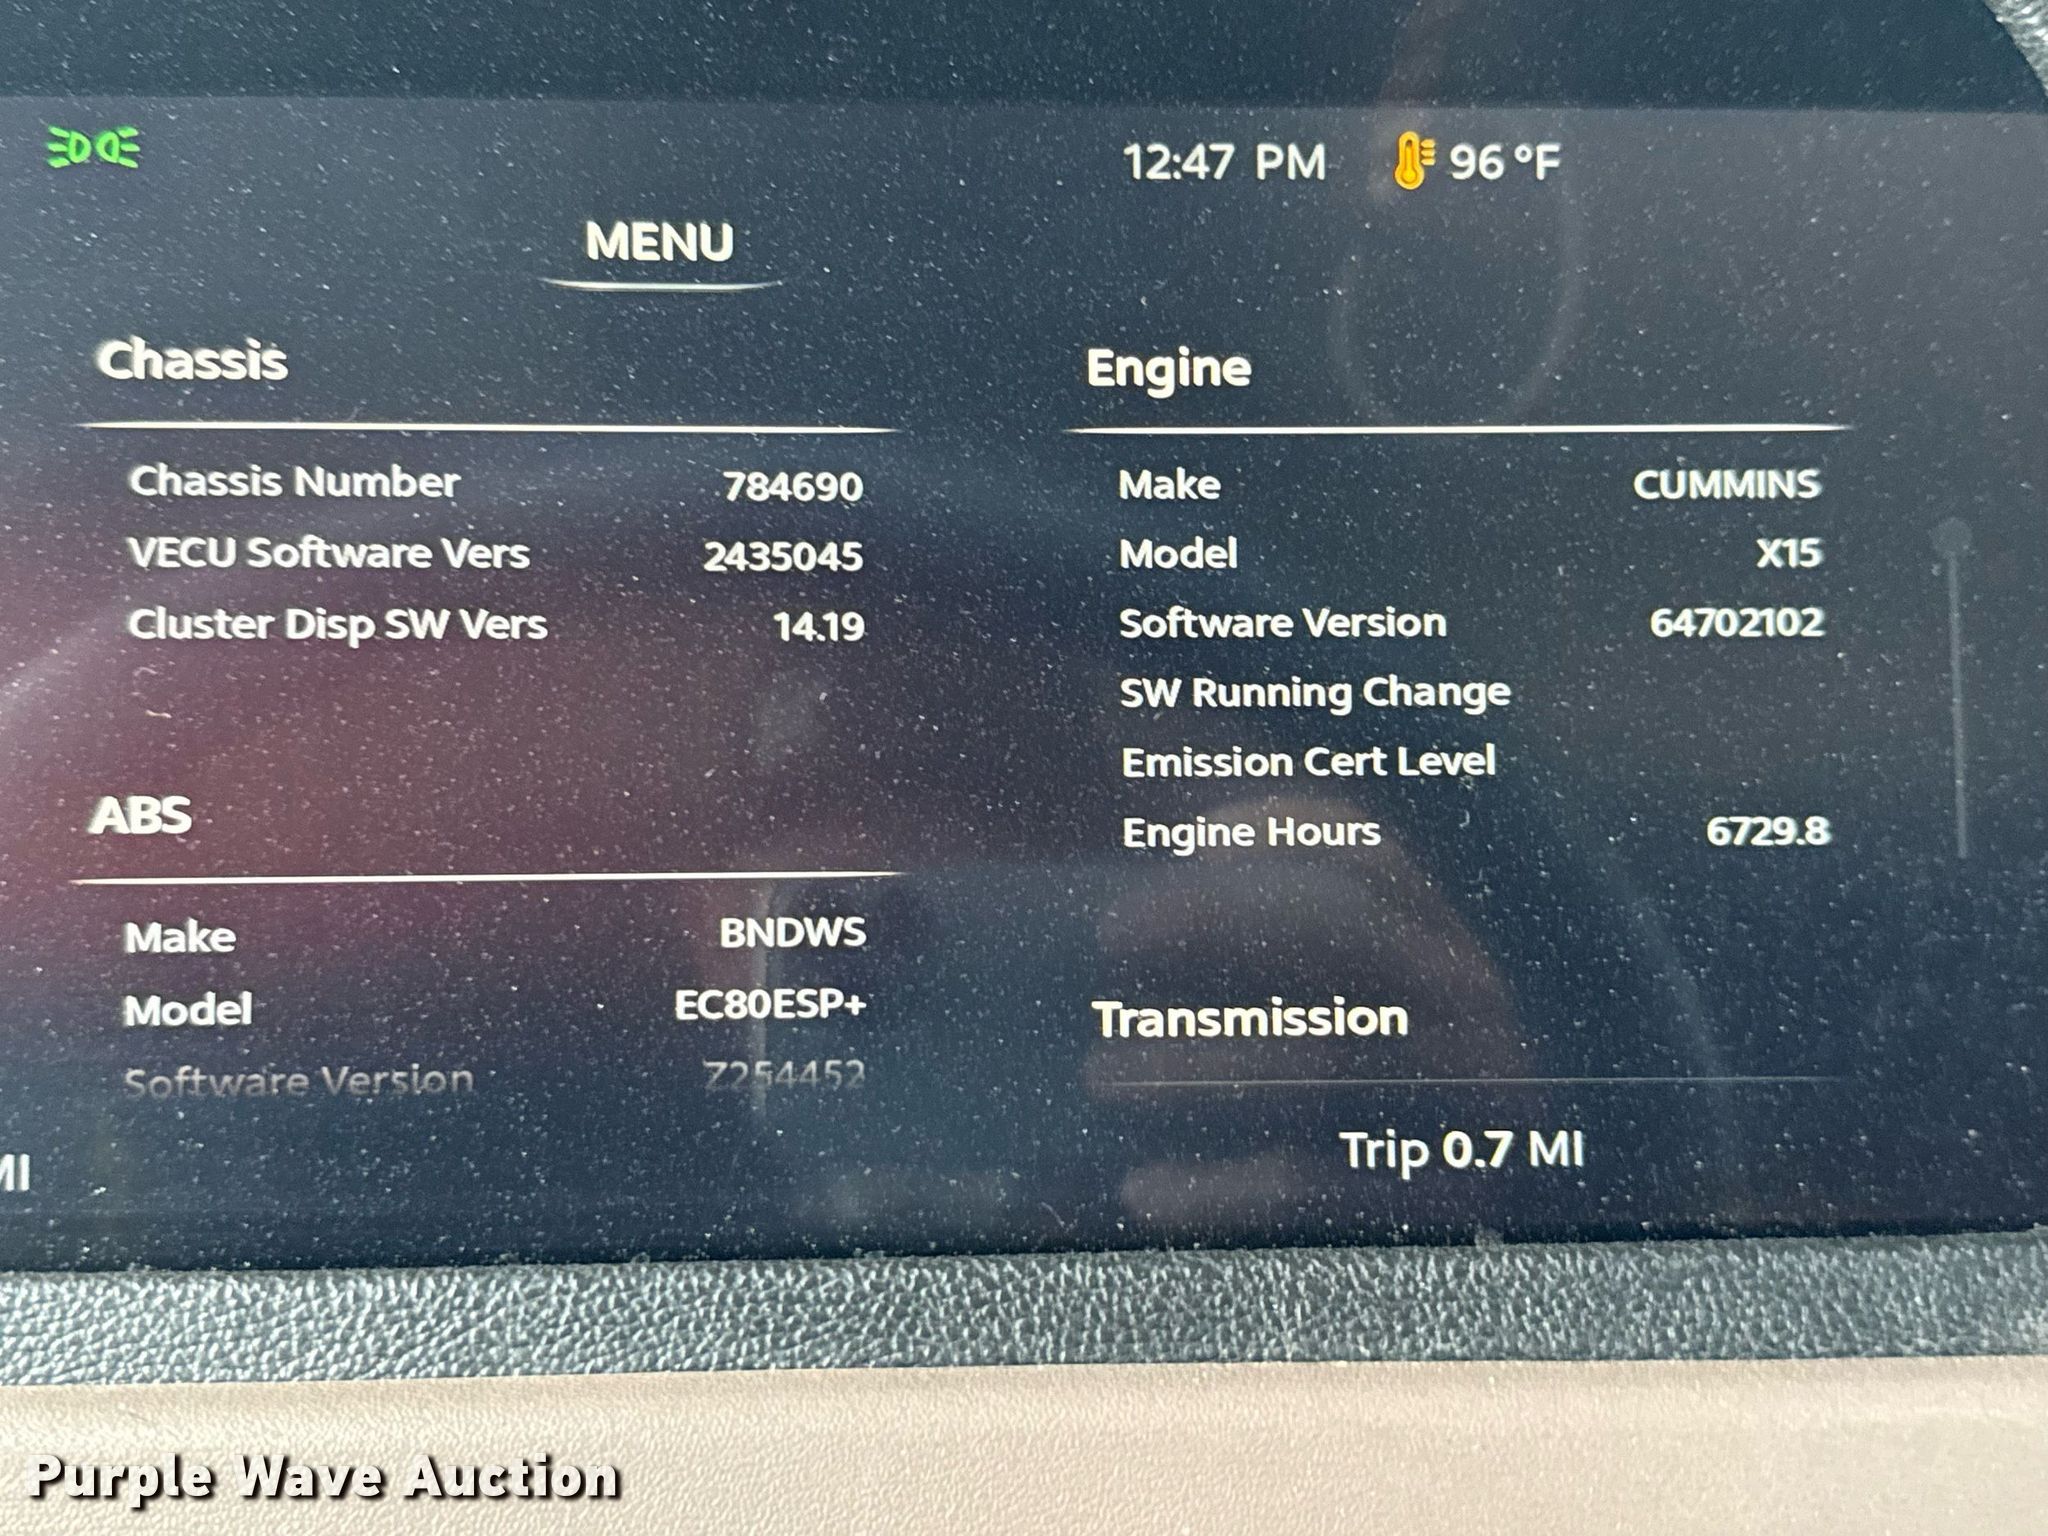 12:47 PM 96 °F
MENU
Chassis
Chassis Number 784690
VECU Software Vers 2435045
Cluster Disp SW Vers 14.19
ABS
Make BNDWS
Model EC80ESP+
Software Version Z254452
Engine
Make CUMMINS
Model X15
Software Version 64702102
SW Running Change
Emission Cert Level
Engine Hours 6729.8
Transmission
MI
Trip 0.7 MI
Purple Wave Auction